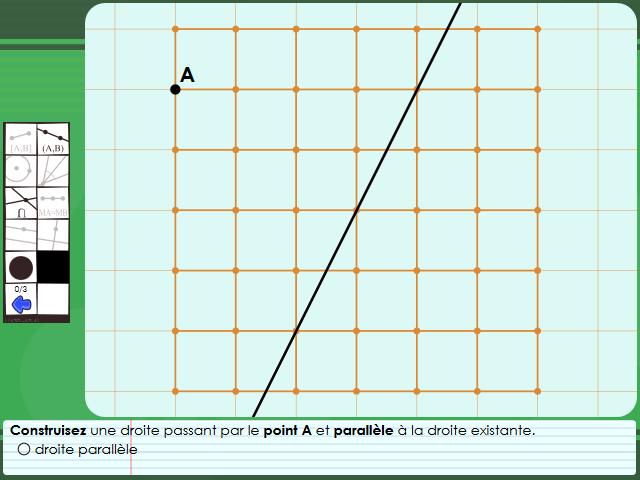 A
[A,B]
(A,B)
∩
MA=MB
0/3
Construisez une droite passant par le point A et parallèle à la droite existante.
droite parallèle